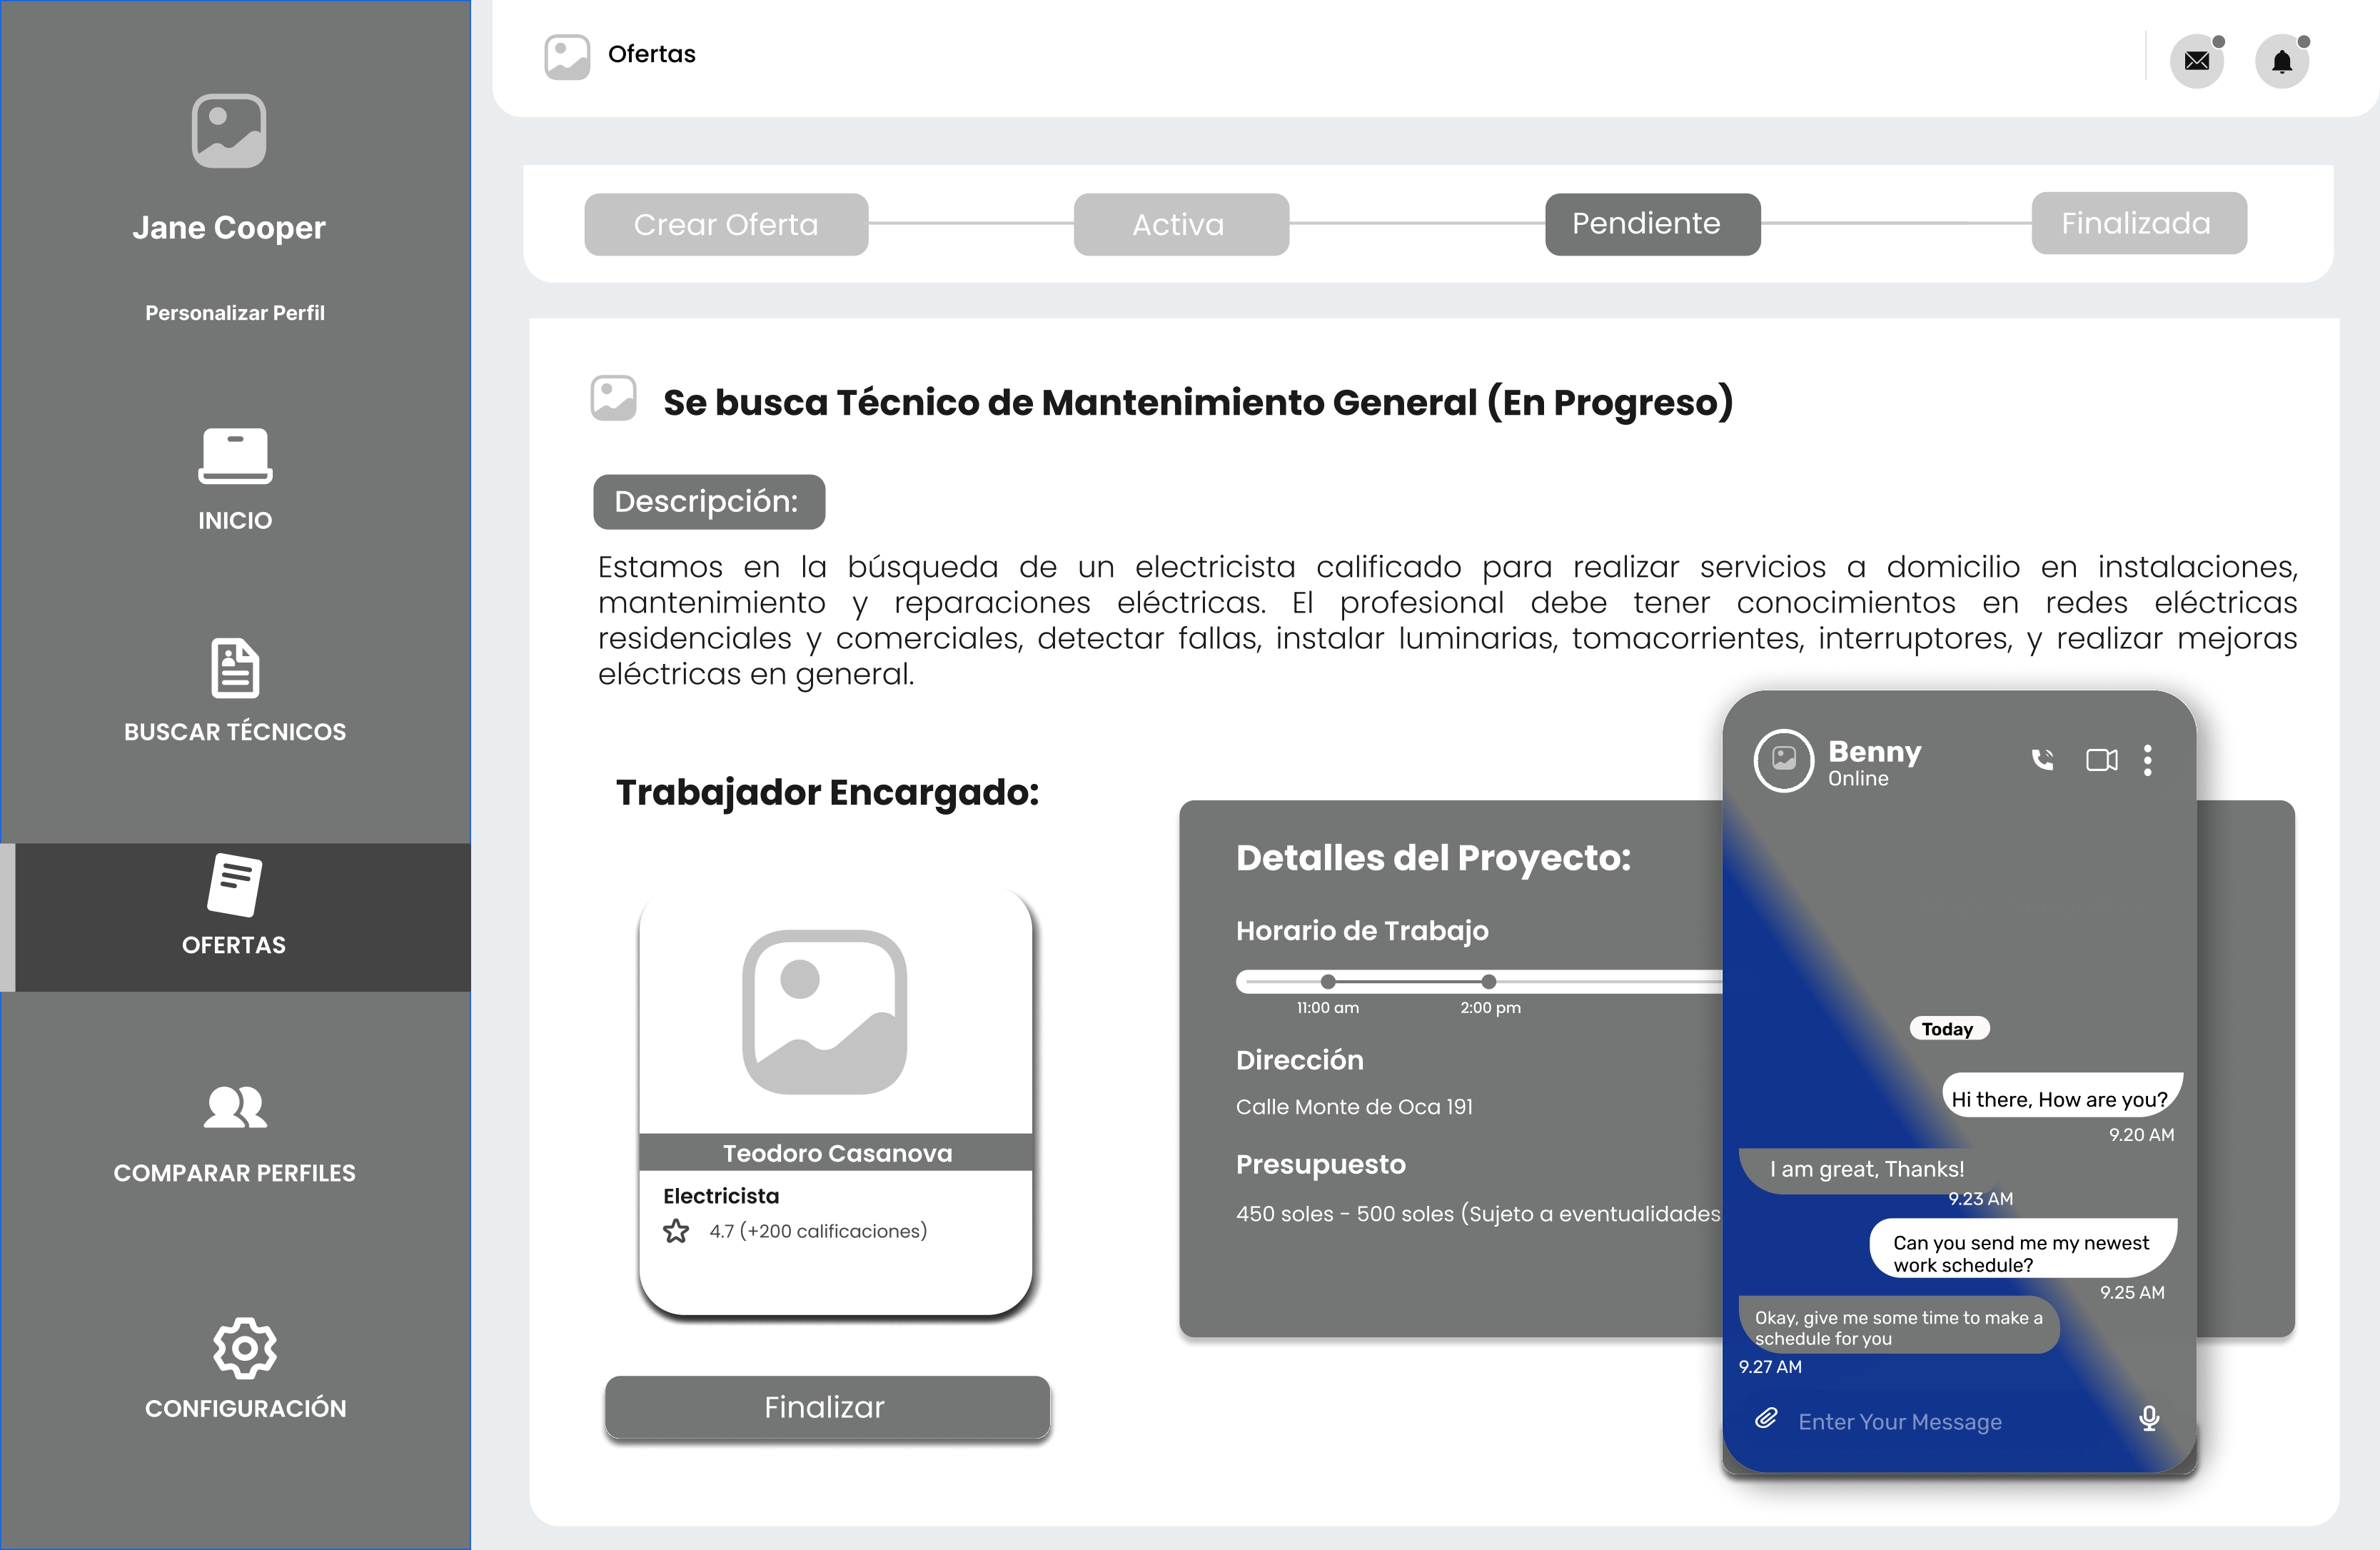 Jane Cooper
Personalizar Perfil
INICIO
BUSCAR TÉCNICOS
OFERTAS
COMPARAR PERFILES
CONFIGURACIÓN
Ofertas
Crear Oferta
Activa
Pendiente
Finalizada
Se busca Técnico de Mantenimiento General (En Progreso)
Descripción:
Estamos en la búsqueda de un electricista calificado para realizar servicios a domicilio en instalaciones,
mantenimiento y reparaciones eléctricas. El profesional debe tener conocimientos en redes eléctricas
residenciales y comerciales, detectar fallas, instalar luminarias, tomacorrientes, interruptores, y realizar mejoras
eléctricas en general.
Trabajador Encargado:
Teodoro Casanova
Electricista
4.7 (+200 calificaciones)
Finalizar
Detalles del Proyecto:
Horario de Trabajo
11:00 am
2:00 pm
Dirección
Calle Monte de Oca 191
Presupuesto
450 soles - 500 soles (Sujeto a eventualidades
Benny
Online
Today
Hi there, How are you?
9.20 AM
I am great, Thanks!
9.23 AM
Can you send me my newest
work schedule?
9.25 AM
Okay, give me some time to make a
schedule for you
9.27 AM
Enter Your Message